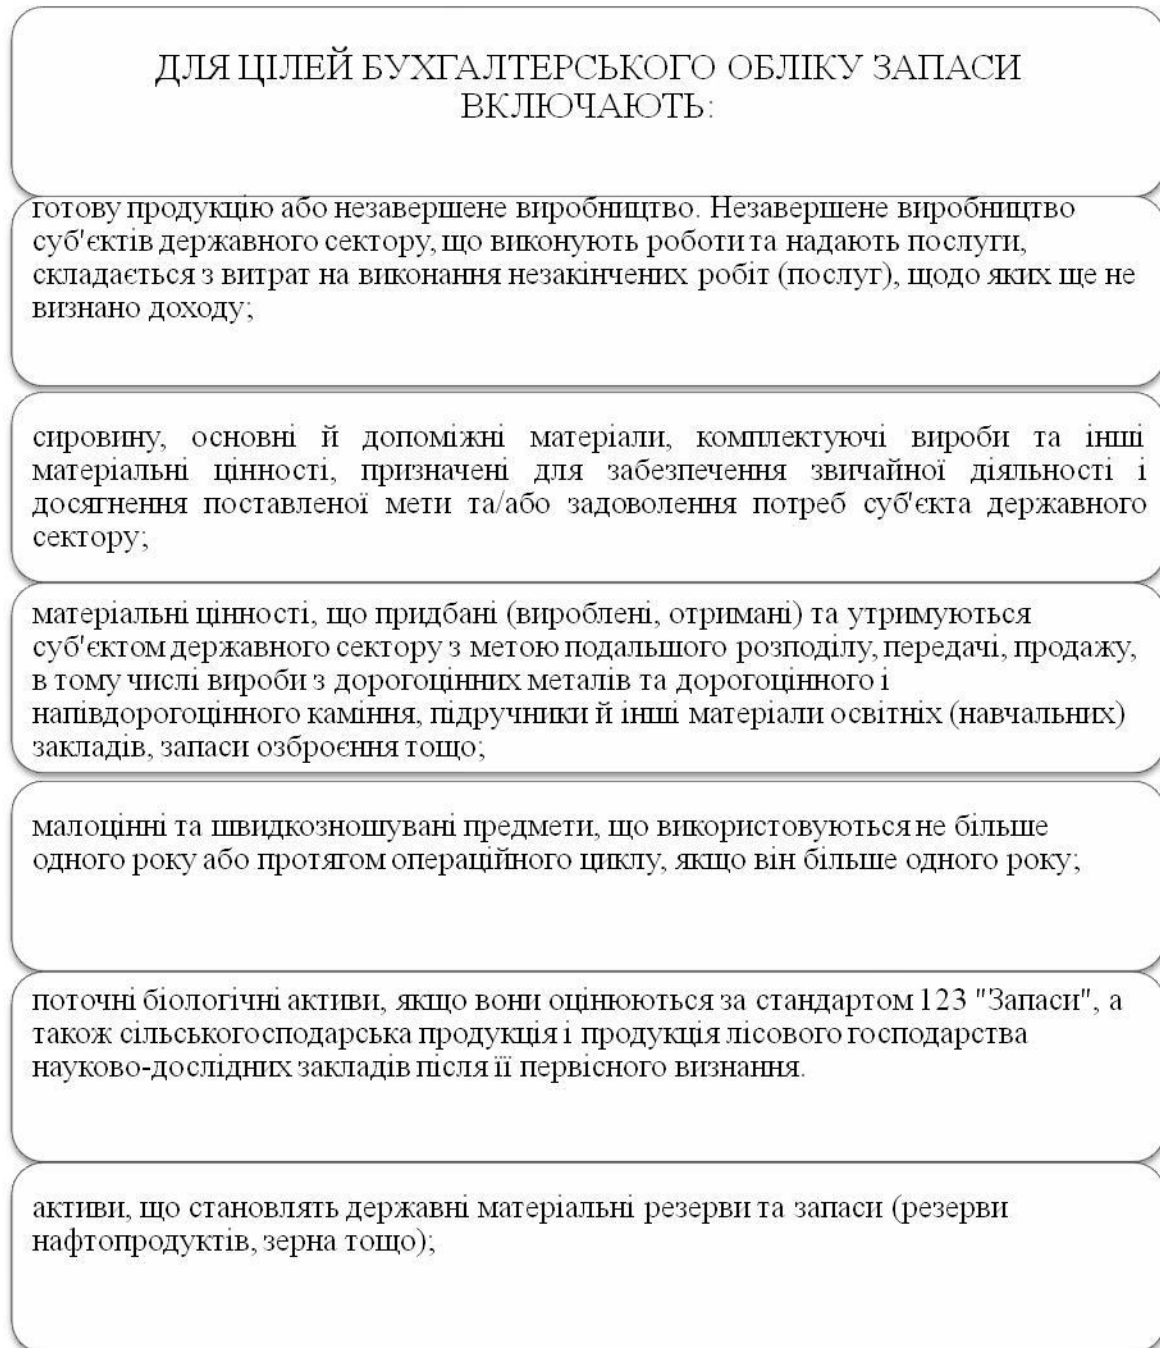 ДЛЯ ЦІЛЕЙ БУХГАЛТЕРСЬКОГО ОБЛІКУ ЗАПАСИ
ВКЛЮЧАЮТЬ:
готову продукцію або незавершене виробництво. Незавершене виробництво
суб'єктів державного сектору, що виконують роботи та надають послуги,
складається з витрат на виконання незакінчених робіт (послуг), щодо яких ще не
визнано доходу;
сировину, основні й допоміжні матеріали, комплектуючі вироби та інші
матеріальні цінності, призначені для забезпечення звичайної діяльності і
досягнення поставленої мети та/або задоволення потреб суб'єкта державного
сектору;
матеріальні цінності, що придбані (вироблені, отримані) та утримуються
суб'єктом державного сектору з метою подальшого розподілу, передачі, продажу,
в тому числі вироби з дорогоцінних металів та дорогоцінного і
напівдорогоцінного каміння, підручники й інші матеріали освітніх (навчальних)
закладів, запаси озброєння тощо;
малоцінні та швидкозношувані предмети, що використовуються не більше
одного року або протягом операційного циклу, якщо він більше одного року;
поточні біологічні активи, якщо вони оцінюються за стандартом 123 "Запаси", а
також сільськогосподарська продукція і продукція лісового господарства
науково-дослідних закладів після її первісного визнання.
активи, що становлять державні матеріальні резерви та запаси (резерви
нафтопродуктів, зерна тощо);